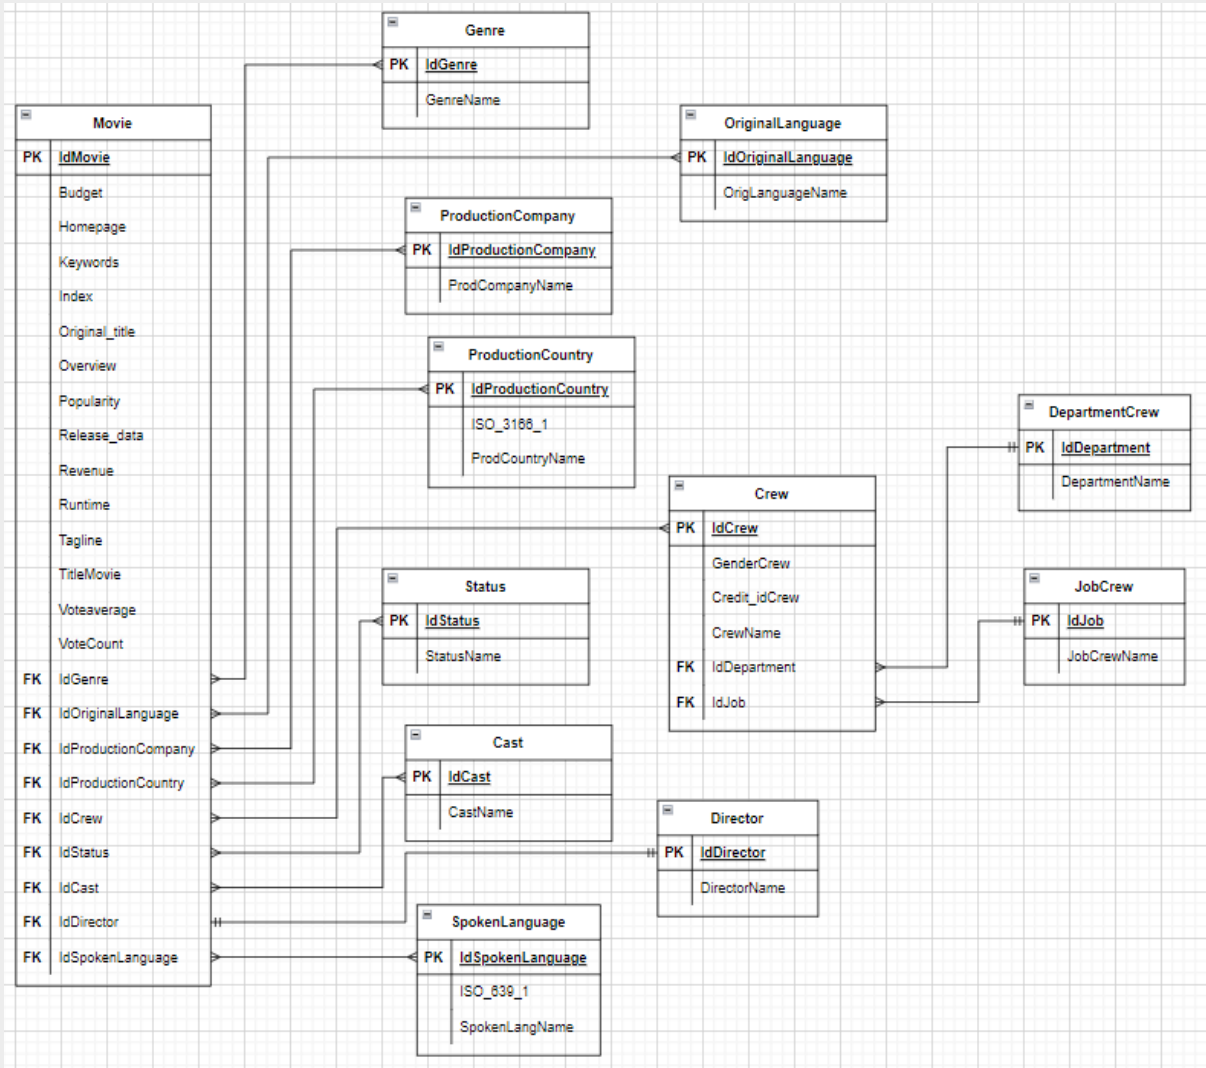 Genre
PK IdGenre
GenreName
Movie
PK IdMovie
Budget
Homepage
Keywords
Index
Original_title
Overview
Popularity
Release_data
Revenue
Runtime
Tagline
TitleMovie
Voteaverage
VoteCount
FK IdGenre
FK IdOriginalLanguage
FK IdProductionCompany
FK IdProductionCountry
FK IdCrew
FK IdStatus
FK IdCast
FK IdDirector
FK IdSpokenLanguage
OriginalLanguage
PK IdOriginalLanguage
OrigLanguageName
ProductionCompany
PK IdProductionCompany
ProdCompanyName
ProductionCountry
PK IdProductionCountry
ISO_3166_1
ProdCountryName
DepartmentCrew
PK IdDepartment
DepartmentName
Crew
PK IdCrew
GenderCrew
Credit_idCrew
CrewName
FK IdDepartment
FK IdJob
JobCrew
PK IdJob
JobCrewName
Status
PK IdStatus
StatusName
Cast
PK IdCast
CastName
Director
PK IdDirector
DirectorName
SpokenLanguage
PK IdSpokenLanguage
ISO_639_1
SpokenLangName